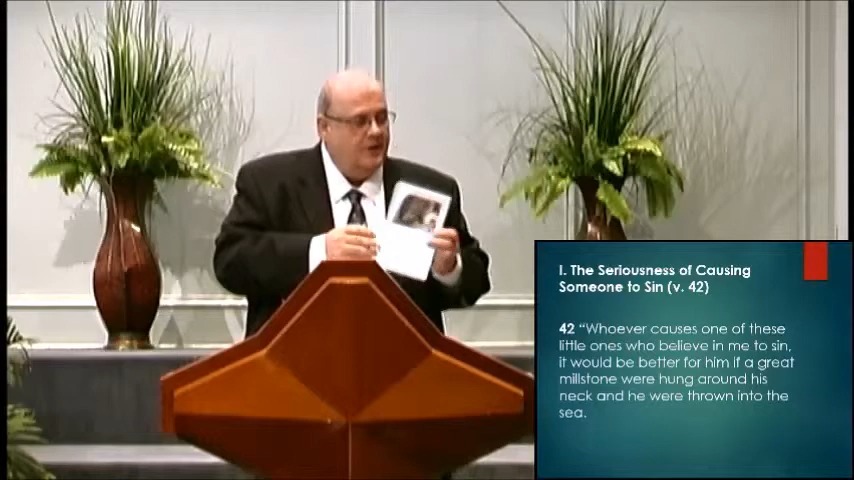 I. The Seriousness of Causing
Someone to Sin (v. 42)
42 “Whoever causes one of these
little ones who believe in me to sin,
it would be better for him if a great
millstone were hung around his
neck and he were thrown into the
sea.